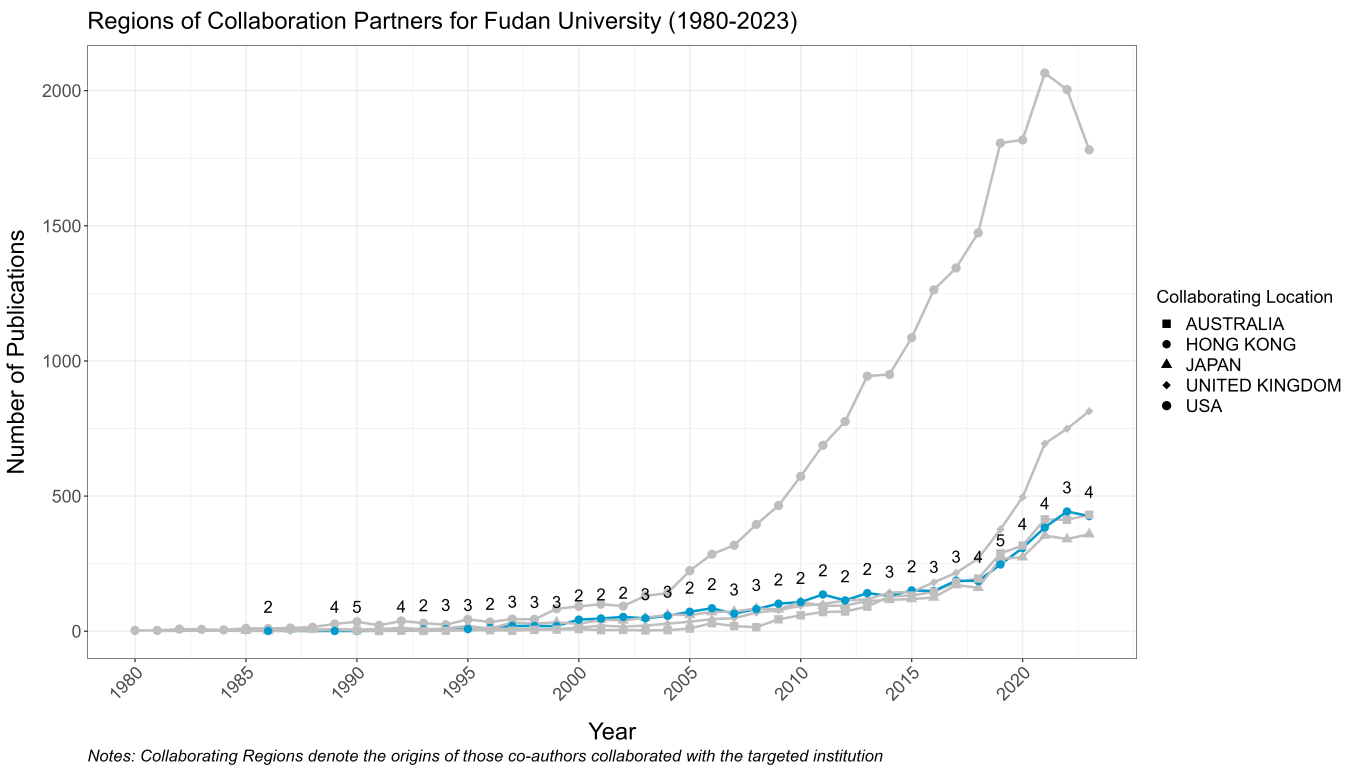 Regions of Collaboration Partners for Fudan University (1980-2023)
Number of Publications
2000
1500
1000
500
0
2 4 5 4 2 3 3 2 3 3 3 2 2 2 3 3 2 2 3 3 2 2 2 2 2 3 2 3 3 4 5 4 4 3 4
1980 1985 1990 1995 2000 2005 2010 2015 2020
Year
Collaborating Location
AUSTRALIA
HONG KONG
JAPAN
UNITED KINGDOM
USA
Notes: Collaborating Regions denote the origins of those co-authors collaborated with the targeted institution